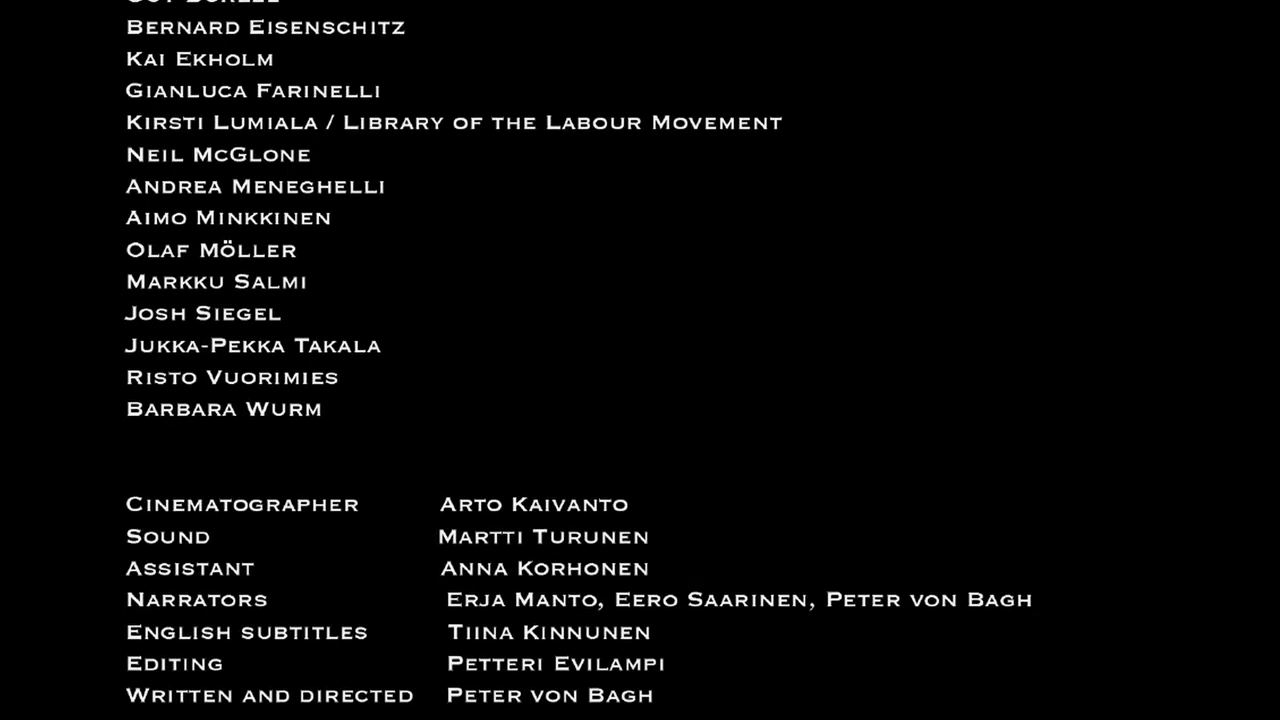 Bernard Eisenschitz
Kai Ekholm
Gianluca Farinelli
Kirsti Lumiala / Library of the Labour Movement
Neil McGlone
Andrea Meneghelli
Aimo Minkkinen
Olaf Möller
Markku Salmi
Josh Siegel
Jukka-Pekka Takala
Risto Vuorimies
Barbara Wurm
Cinematographer Arto Kaivanto
Sound Martti Turunen
Assistant Anna Korhonen
Narrators Erja Manto, Eero Saarinen, Peter von Bagh
English subtitles Tiina Kinnunen
Editing Petteri Evilampi
Written and directed Peter von Bagh